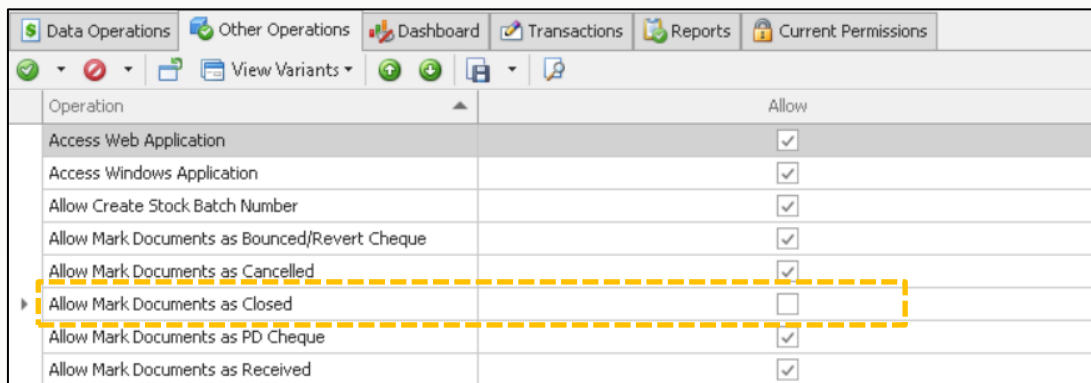 Data Operations Other Operations Dashboard Transactions Reports Current Permissions
View Variants
Operation Allow
Access Web Application
Access Windows Application
Allow Create Stock Batch Number
Allow Mark Documents as Bounced/Revert Cheque
Allow Mark Documents as Cancelled
Allow Mark Documents as Closed
Allow Mark Documents as PD Cheque
Allow Mark Documents as Received